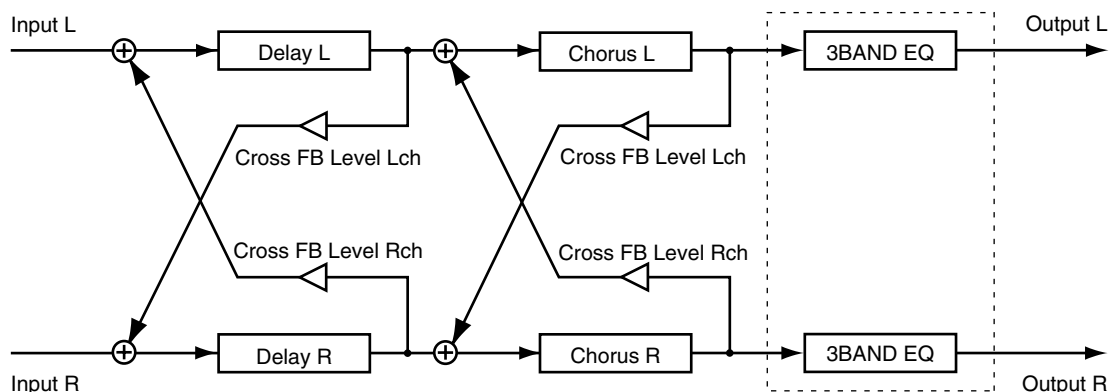 Input L
Output L
Delay L
Chorus L
3BAND EQ
Cross FB Level Lch
Cross FB Level Lch
Cross FB Level Rch
Cross FB Level Rch
Delay R
Chorus R
3BAND EQ
Input R
Output R